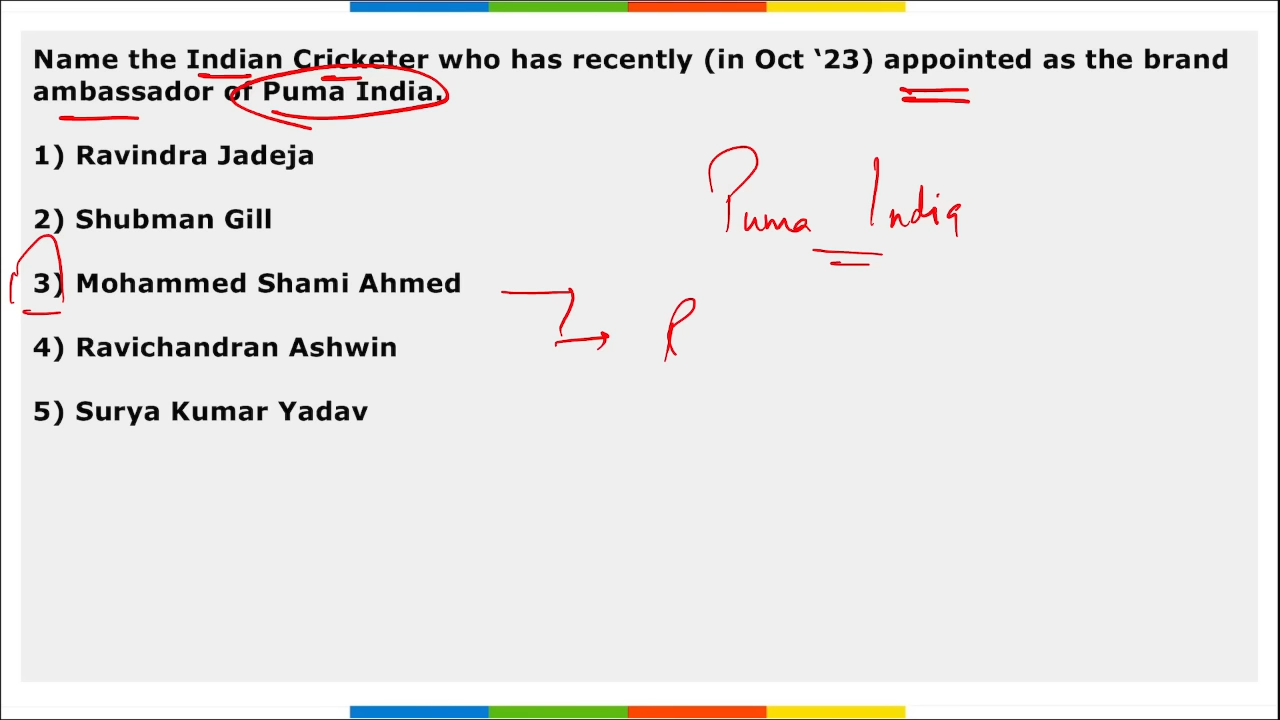 Name the Indian Cricketer who has recently (in Oct ‘23) appointed as the brand
ambassador of Puma India.
1) Ravindra Jadeja
Puma India
2) Shubman Gill
3) Mohammed Shami Ahmed
4) Ravichandran Ashwin
5) Surya Kumar Yadav